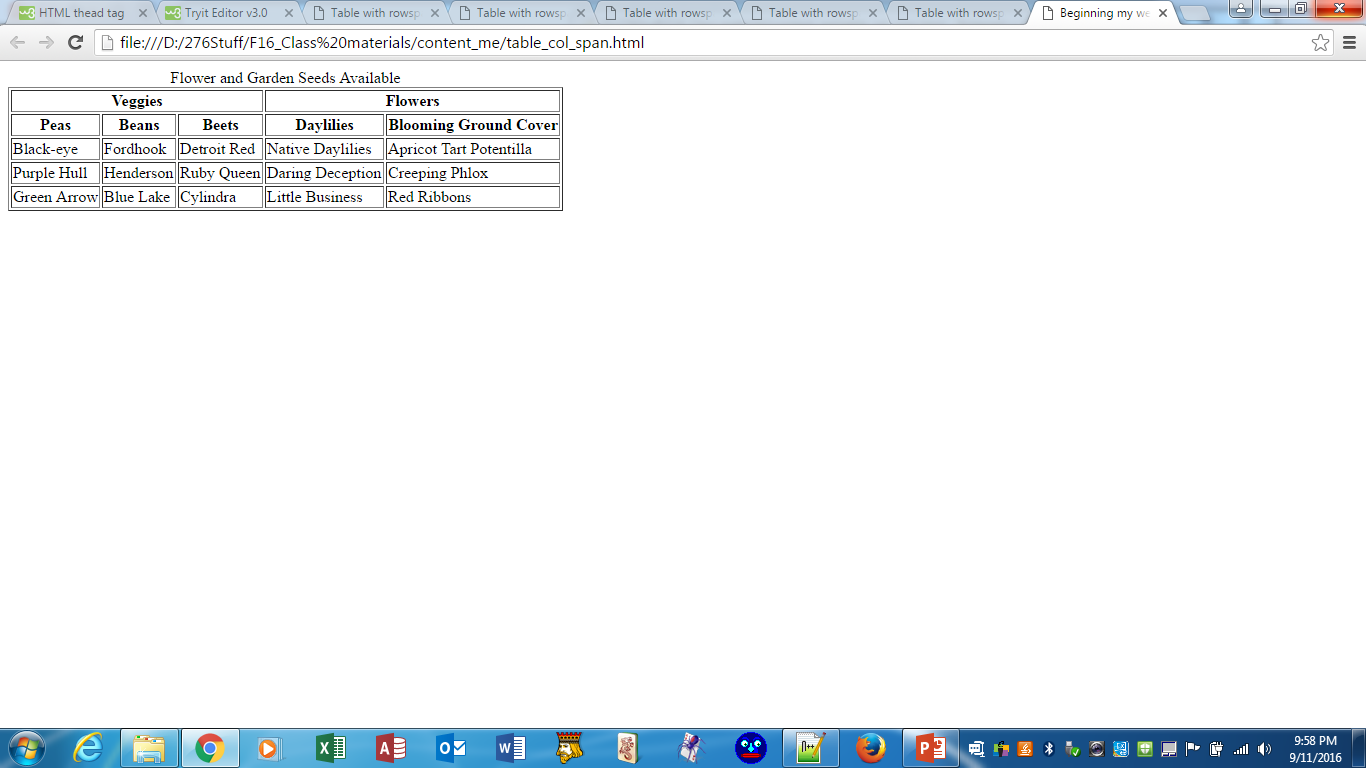 HTML thead tag
Tryit Editor v3.0
Table with rowsp
Table with rowsp
Table with rowsp
Table with rowsp
Table with rowsp
Beginning my we
file:///D:/276Stuff/F16_Class%20materials/content_me/table_col_span.html
Flower and Garden Seeds Available
Veggies Flowers
Peas Beans Beets Daylilies Blooming Ground Cover
Black-eye Fordhook Detroit Red Native Daylilies Apricot Tart Potentilla
Purple Hull Henderson Ruby Queen Daring Deception Creeping Phlox
Green Arrow Blue Lake Cylindra Little Business Red Ribbons
9:58 PM
9/11/2016